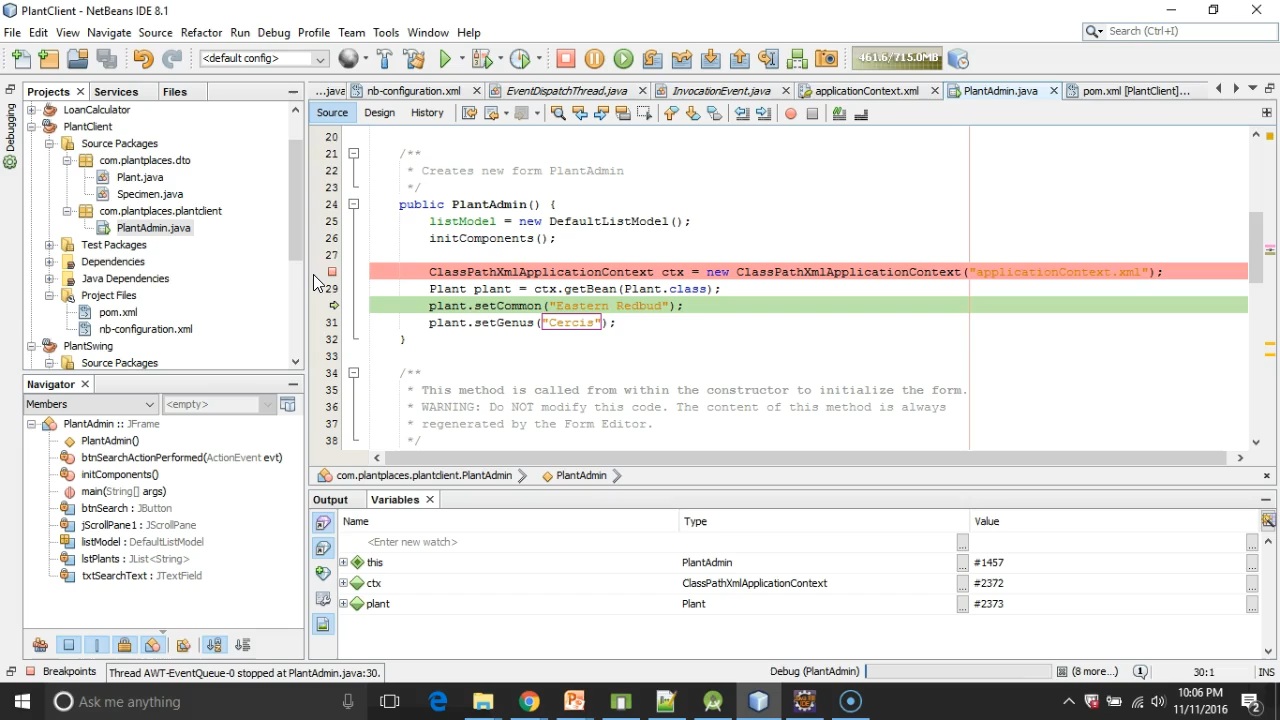 PlantClient - NetBeans IDE 8.1
File Edit View Navigate Source Refactor Run Debug Profile Team Tools Window Help
Search (Ctrl+I)
<default config>
461.6/715.0MB
Projects Services Files
...java nb-configuration.xml EventDispatchThread.java InvocationEvent.java applicationContext.xml PlantAdmin.java pom.xml [PlantClient]...
Debugging
LoanCalculator
PlantClient
Source Packages
com.plantplaces.dto
Plant.java
Specimen.java
com.plantplaces.plantclient
PlantAdmin.java
Test Packages
Dependencies
Java Dependencies
Project Files
pom.xml
nb-configuration.xml
PlantSwing
Source Packages
Source Design History
20
21 /**
22 * Creates new form PlantAdmin
23 */
24 public PlantAdmin() {
25 listModel = new DefaultListModel();
26 initComponents();
27
ClassPathXmlApplicationContext ctx = new ClassPathXmlApplicationContext("applicationContext.xml");
29 Plant plant = ctx.getBean(Plant.class);
plant.setCommon("Eastern Redbud");
31 plant.setGenus("Cercis");
32 }
33
34 /**
35 * This method is called from within the constructor to initialize the form.
36 * WARNING: Do NOT modify this code. The content of this method is always
37 * regenerated by the Form Editor.
38 */
com.plantplaces.plantclient.PlantAdmin PlantAdmin
Navigator
Members <empty>
PlantAdmin :: JFrame
PlantAdmin()
btnSearchActionPerformed(ActionEvent evt)
initComponents()
main(String[] args)
btnSearch : JButton
jScrollPane1 : JScrollPane
listModel : DefaultListModel
lstPlants : JList<String>
txtSearchText : JTextField
Output Variables
Name Type Value
<Enter new watch>
this PlantAdmin #1457
ctx ClassPathXmlApplicationContext #2372
plant Plant #2373
Breakpoints Thread AWT-EventQueue-0 stopped at PlantAdmin.java:30. Debug (PlantAdmin) (8 more...) 30:1 INS
Ask me anything
10:06 PM
11/11/2016
2